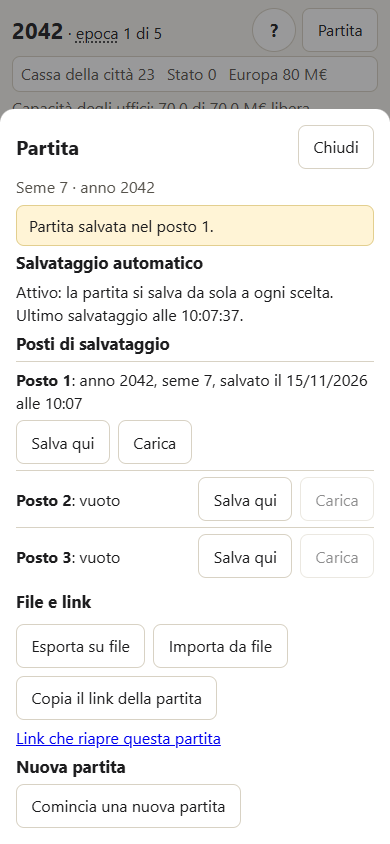 2042 · epoca 1 di 5
?
Partita
Cassa della città 23 Stato 0 Europa 80 M€
Capacità degli uffici: 70,0 di 70,0 M€ libera
Partita
Chiudi
Seme 7 · anno 2042
Partita salvata nel posto 1.
Salvataggio automatico
Attivo: la partita si salva da sola a ogni scelta.
Ultimo salvataggio alle 10:07:37.
Posti di salvataggio
Posto 1: anno 2042, seme 7, salvato il 15/11/2026
alle 10:07
Salva qui
Carica
Posto 2: vuoto
Salva qui
Carica
Posto 3: vuoto
Salva qui
Carica
File e link
Esporta su file
Importa da file
Copia il link della partita
Link che riapre questa partita
Nuova partita
Comincia una nuova partita